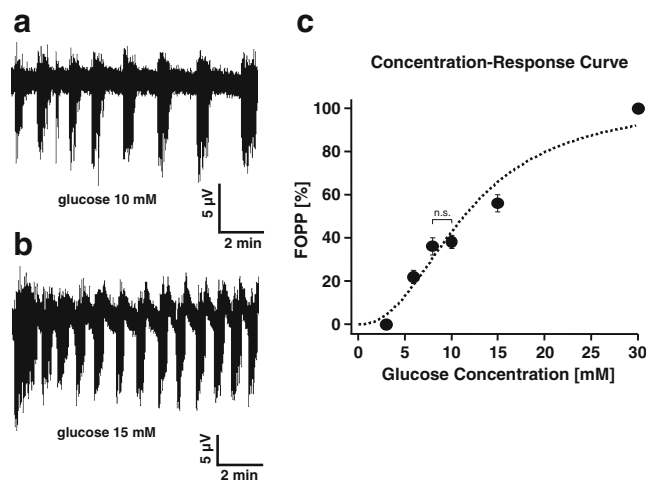 a
glucose 10 mM
5 µV
2 min
b
glucose 15 mM
5 µV
2 min
c
Concentration-Response Curve
FOPP [%]
100
80
60
40
20
0
n.s.
0 5 10 15 20 25 30
Glucose Concentration [mM]